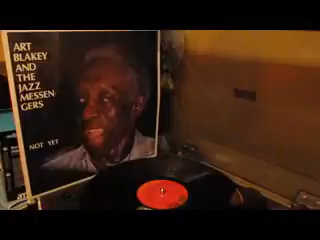 ART
BLAKEY
AND
THE
JAZZ
MESSEN-
GERS
NOT YET